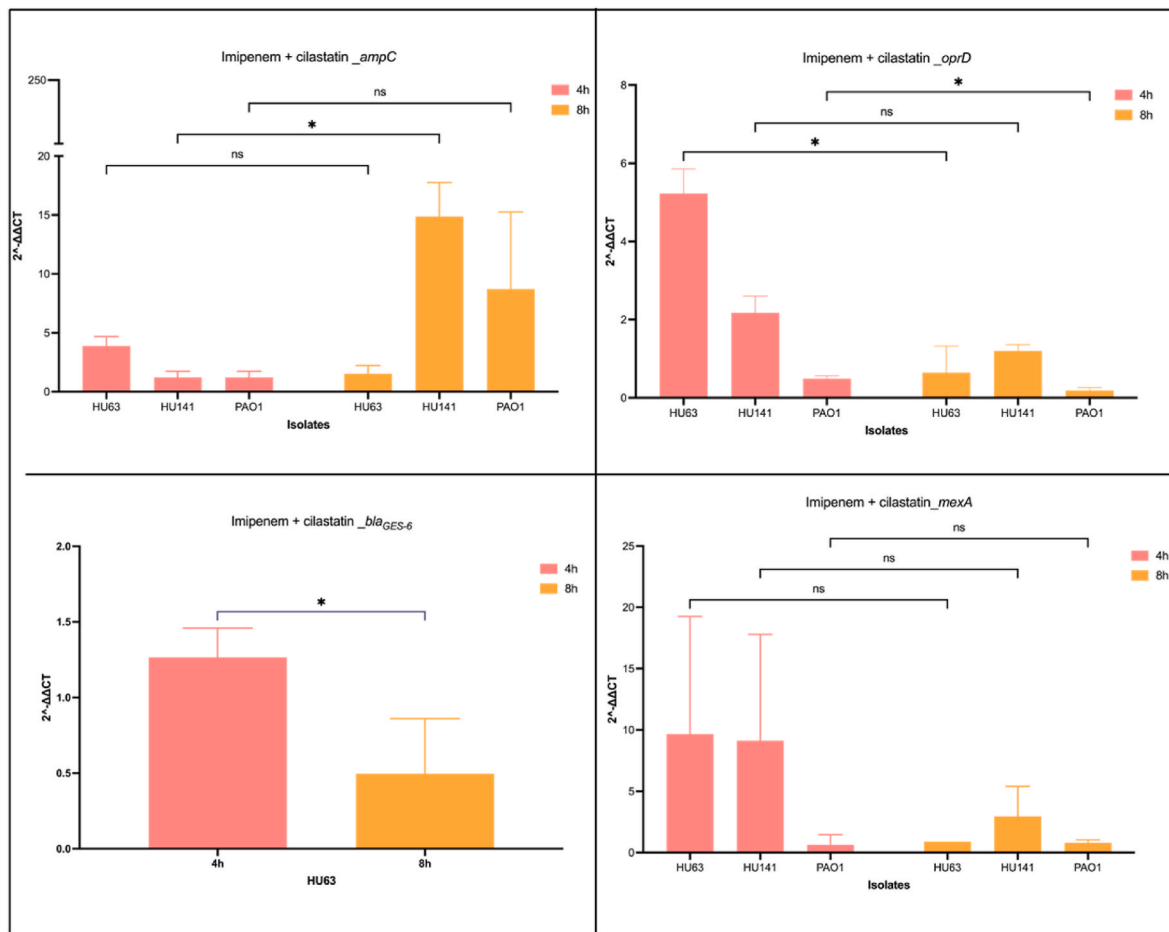 Imipenem + cilastatin _ampC
250
4h
8h
ns
*
ns
20
15
10
5
0
2^-ΔΔCT
HU63 HU141 PAO1 HU63 HU141 PAO1
Isolates
Imipenem + cilastatin _oprD
8
4h
8h
*
ns
*
6
4
2
0
2^-ΔΔCT
HU63 HU141 PAO1 HU63 HU141 PAO1
Isolates
Imipenem + cilastatin _blaGES-6
2.0
4h
8h
*
1.5
1.0
0.5
0.0
2^-ΔΔCT
4h 8h
HU63
Imipenem + cilastatin_mexA
25
4h
8h
ns
ns
ns
20
15
10
5
0
2^-ΔΔCT
HU63 HU141 PAO1 HU63 HU141 PAO1
Isolates